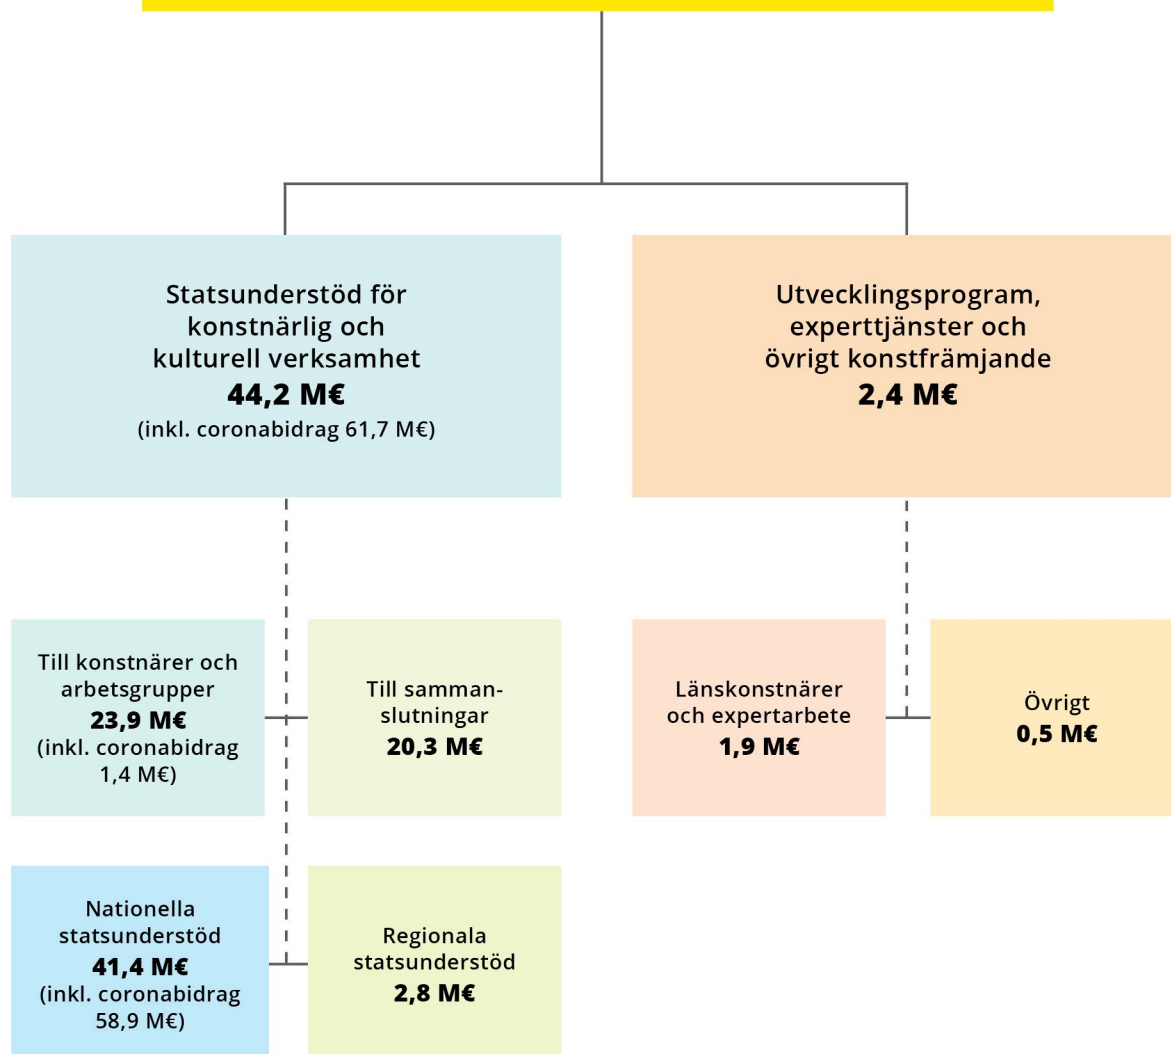 Statsunderstöd för
konstnärlig och
kulturell verksamhet
44,2 M€
(inkl. coronabidrag 61,7 M€)
Utvecklingsprogram,
experttjänster och
övrigt konstfrämjande
2,4 M€
Till konstnärer och
arbetsgrupper
23,9 M€
(inkl. coronabidrag
1,4 M€)
Till samman-
slutningar
20,3 M€
Länskonstnärer
och expertarbete
1,9 M€
Övrigt
0,5 M€
Nationella
statsunderstöd
41,4 M€
(inkl. coronabidrag
58,9 M€)
Regionala
statsunderstöd
2,8 M€